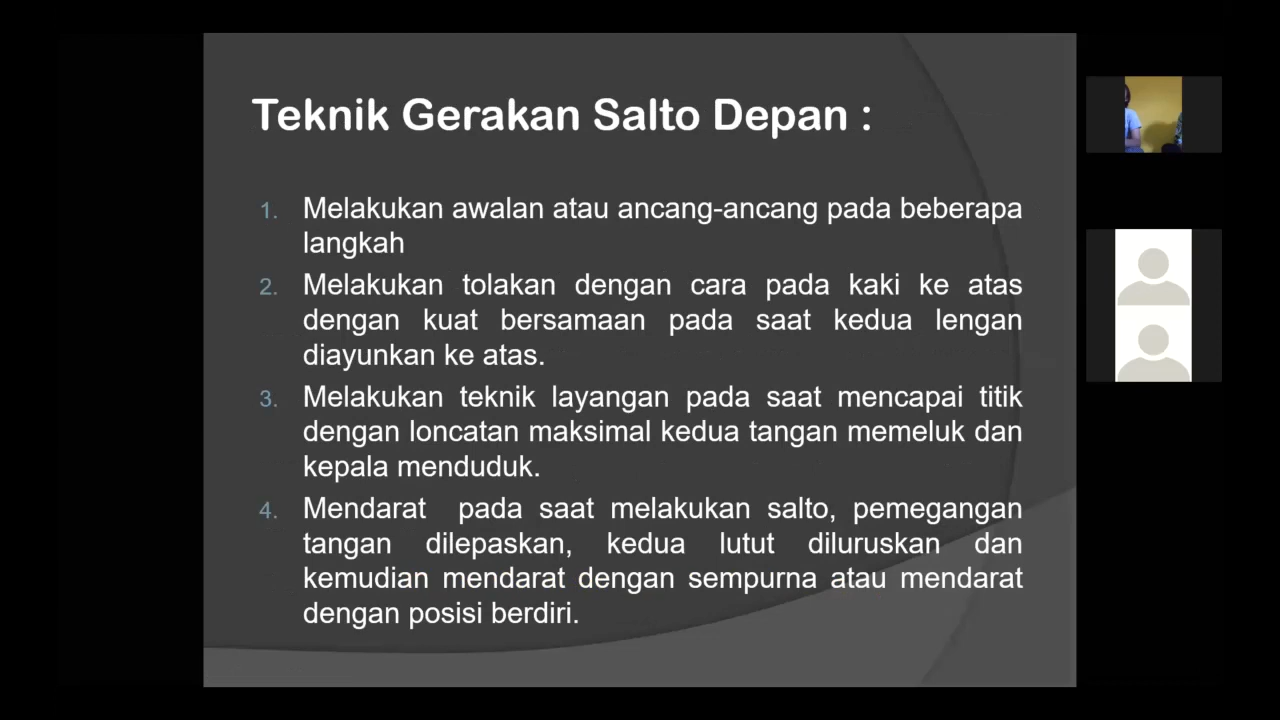 Teknik Gerakan Salto Depan :
1. Melakukan awalan atau ancang-ancang pada beberapa
langkah
2. Melakukan tolakan dengan cara pada kaki ke atas
dengan kuat bersamaan pada saat kedua lengan
diayunkan ke atas.
3. Melakukan teknik layangan pada saat mencapai titik
dengan loncatan maksimal kedua tangan memeluk dan
kepala menduduk.
4. Mendarat pada saat melakukan salto, pemegangan
tangan dilepaskan, kedua lutut diluruskan dan
kemudian mendarat dengan sempurna atau mendarat
dengan posisi berdiri.